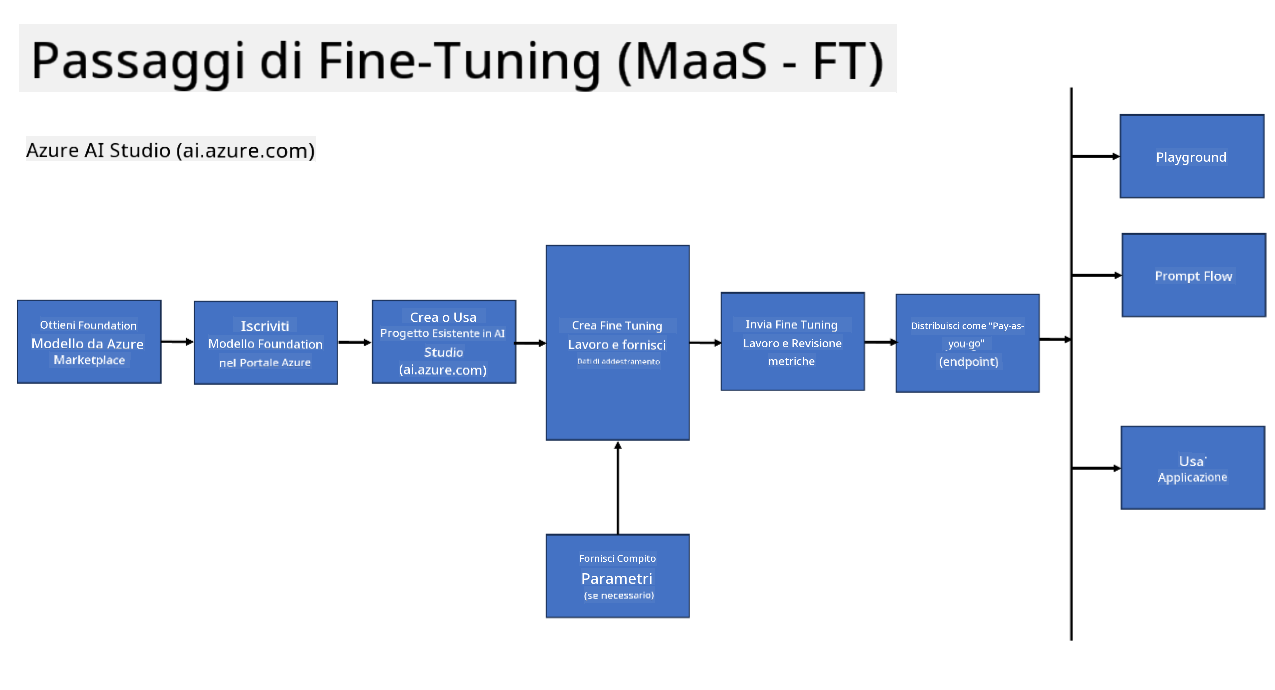 Passaggi di Fine-Tuning (MaaS - FT)
Azure AI Studio (ai.azure.com)
Ottieni Foundation
Modello da Azure
Marketplace
Iscriviti
Modello Foundation
nel Portale Azure
Crea o Usa
Progetto Esistente in AI
Studio
(ai.azure.com)
Crea Fine Tuning
Lavoro e fornisci
Dati di addestramento
Fornisci Compito
Parametri
(se necessario)
Invia Fine Tuning
Lavoro e Revisione
metriche
Distribuisci come "Pay-as-
you-go"
(endpoint)
Playground
Prompt Flow
Usa
Applicazione